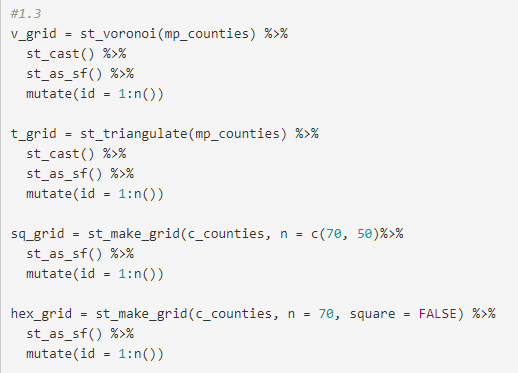 #1.3
v_grid = st_voronoi(mp_counties) %>%
  st_cast() %>%
  st_as_sf() %>%
  mutate(id = 1:n())

t_grid = st_triangulate(mp_counties) %>%
  st_cast() %>%
  st_as_sf() %>%
  mutate(id = 1:n())

sq_grid = st_make_grid(c_counties, n = c(70, 50)%>%
  st_as_sf() %>%
  mutate(id = 1:n())

hex_grid = st_make_grid(c_counties, n = 70, square = FALSE) %>%
  st_as_sf() %>%
  mutate(id = 1:n())